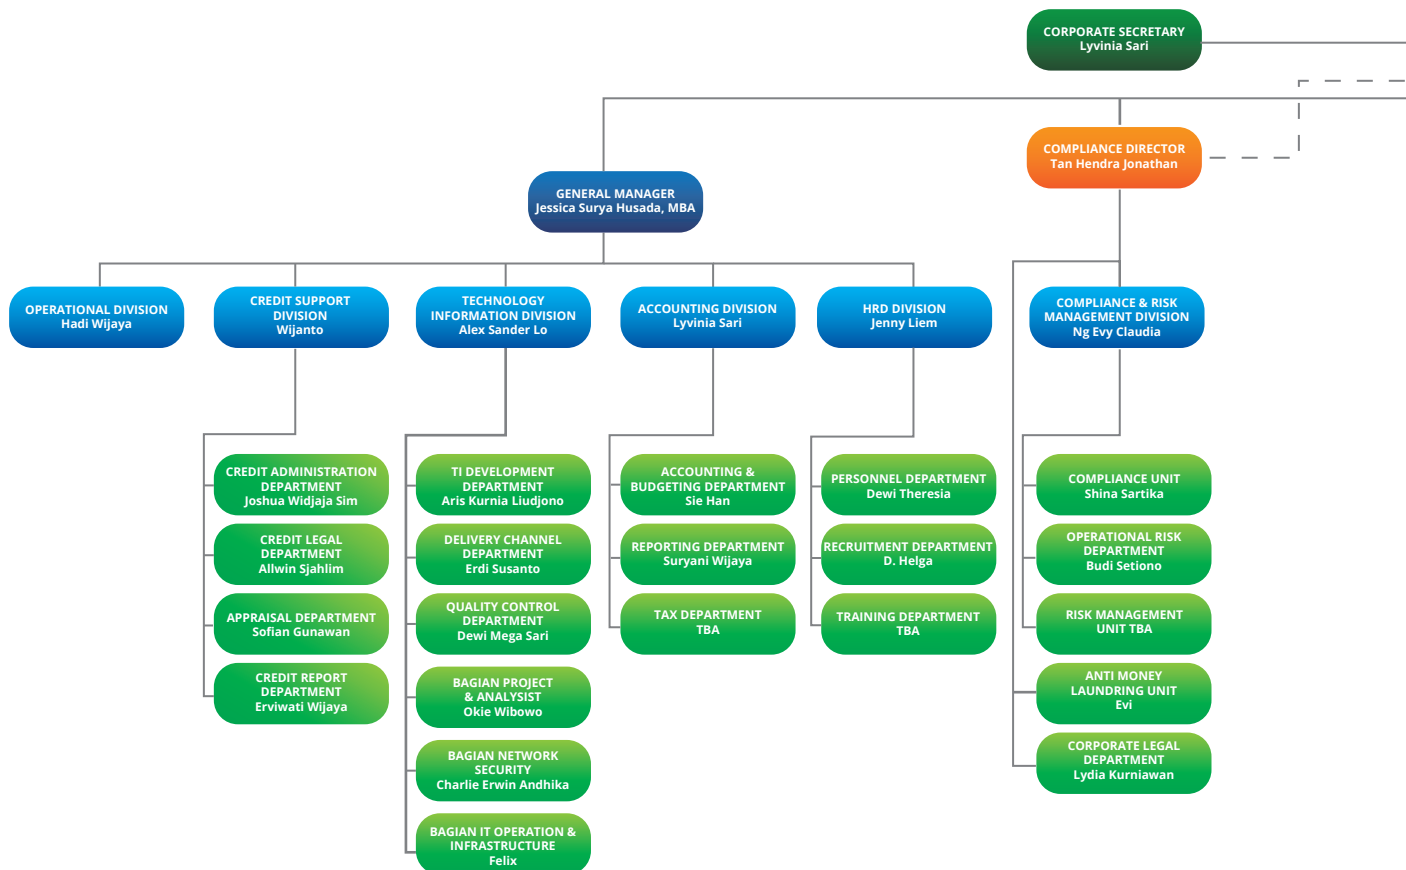 CORPORATE SECRETARY
Lyvinia Sari
COMPLIANCE DIRECTOR
Tan Hendra Jonathan
GENERAL MANAGER
Jessica Surya Husada, MBA
OPERATIONAL DIVISION
Hadi Wijaya
CREDIT SUPPORT
DIVISION
Wijanto
TECHNOLOGY
INFORMATION DIVISION
Alex Sander Lo
ACCOUNTING DIVISION
Lyvinia Sari
HRD DIVISION
Jenny Liem
COMPLIANCE & RISK
MANAGEMENT DIVISION
Ng Evy Claudia
CREDIT ADMINISTRATION
DEPARTMENT
Joshua Widjaja Sim
CREDIT LEGAL
DEPARTMENT
Allwin Sjahlim
APPRAISAL DEPARTMENT
Sofian Gunawan
CREDIT REPORT
DEPARTMENT
Erviwati Wijaya
TI DEVELOPMENT
DEPARTMENT
Aris Kurnia Liudjono
DELIVERY CHANNEL
DEPARTMENT
Erdi Susanto
QUALITY CONTROL
DEPARTMENT
Dewi Mega Sari
BAGIAN PROJECT
& ANALYSIST
Okie Wibowo
BAGIAN NETWORK
SECURITY
Charlie Erwin Andhika
BAGIAN IT OPERATION &
INFRASTRUCTURE
Felix
ACCOUNTING &
BUDGETING DEPARTMENT
Sie Han
REPORTING DEPARTMENT
Suryani Wijaya
TAX DEPARTMENT
TBA
PERSONNEL DEPARTMENT
Dewi Theresia
RECRUITMENT DEPARTMENT
D. Helga
TRAINING DEPARTMENT
TBA
COMPLIANCE UNIT
Shina Sartika
OPERATIONAL RISK
DEPARTMENT
Budi Setiono
RISK MANAGEMENT
UNIT TBA
ANTI MONEY
LAUNDRING UNIT
Evi
CORPORATE LEGAL
DEPARTMENT
Lydia Kurniawan